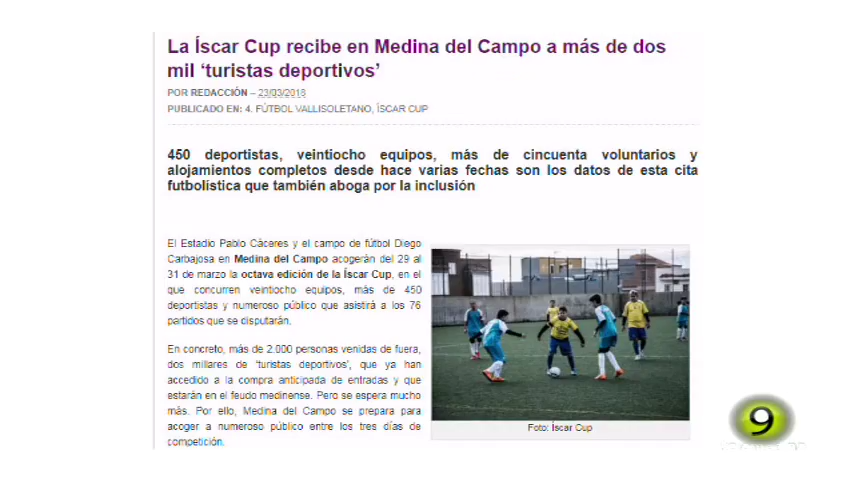 La Íscar Cup recibe en Medina del Campo a más de dos
mil ‘turistas deportivos’
POR REDACCIÓN – 23/03/2018
PUBLICADO EN: 4. FÚTBOL VALLISOLETANO, ÍSCAR CUP
450 deportistas, veintiocho equipos, más de cincuenta voluntarios y
alojamientos completos desde hace varias fechas son los datos de esta cita
futbolística que también aboga por la inclusión
El Estadio Pablo Cáceres y el campo de fútbol Diego
Carbajosa en Medina del Campo acogerán del 29 al
31 de marzo la octava edición de la Íscar Cup, en el
que concurren veintiocho equipos, más de 450
deportistas y numeroso público que asistirá a los 76
partidos que se disputarán.
En concreto, más de 2.000 personas venidas de fuera,
dos millares de ‘turistas deportivos’, que ya han
accedido a la compra anticipada de entradas y que
estarán en el feudo medinense. Pero se espera mucho
más. Por ello, Medina del Campo se prepara para
acoger a numeroso público entre los tres días de
competición.
Foto: Íscar Cup
9